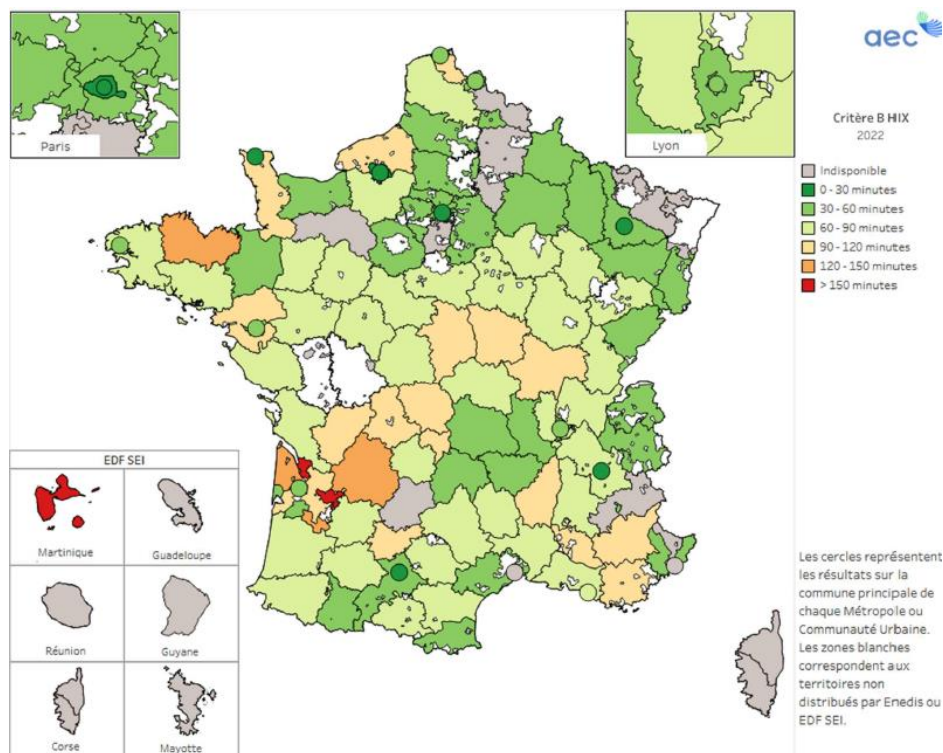 aec
Critère B HIX
2022
Indisponible
0 - 30 minutes
30 - 60 minutes
60 - 90 minutes
90 - 120 minutes
120 - 150 minutes
> 150 minutes
Paris
Lyon
EDF SEI
Martinique
Guadeloupe
Réunion
Guyane
Corse
Mayotte
Les cercles représentent
les résultats sur la
commune principale de
chaque Métropole ou
Communauté Urbaine.
Les zones blanches
correspondent aux
territoires non
distribués par Enedis ou
EDF SEI.